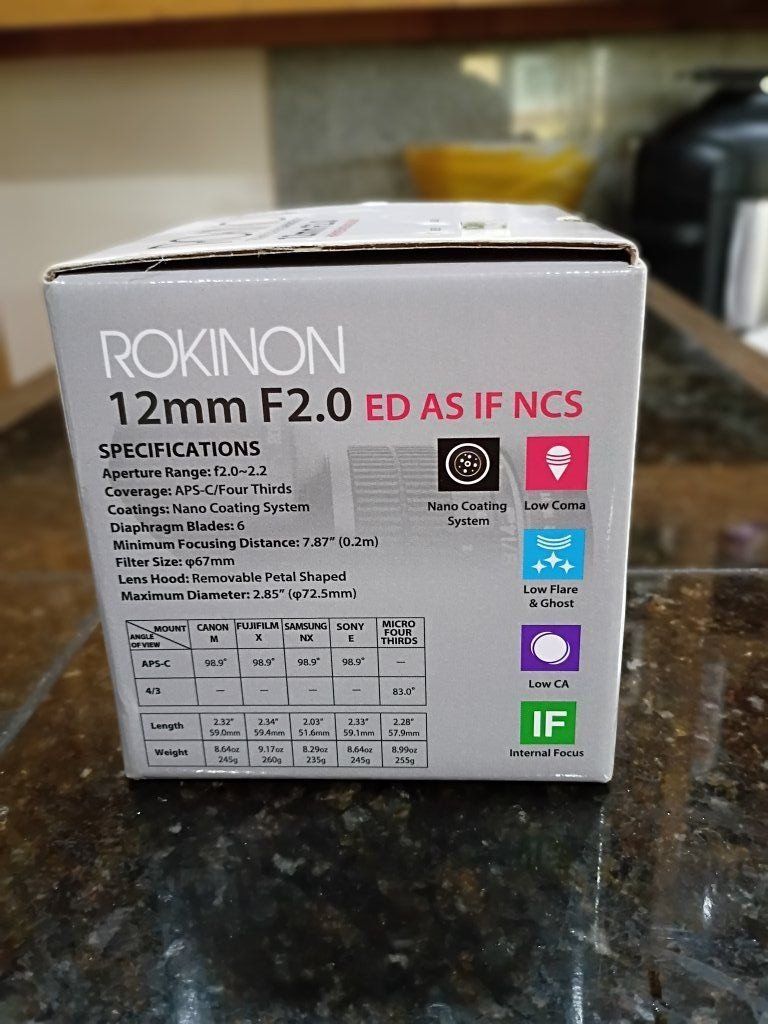 12mm F2.0
ROKINON
12mm F2.0 ED AS IF NCS
SPECIFICATIONS
Aperture Range: f2.0~2.2
Coverage: APS-C/Four Thirds
Coatings: Nano Coating System
Diaphragm Blades: 6
Minimum Focusing Distance: 7.87” (0.2m)
Filter Size: φ67mm
Lens Hood: Removable Petal Shaped
Maximum Diameter: 2.85” (φ72.5mm)
Nano Coating System
Low Coma
Low Flare & Ghost
Low CA
IF
Internal Focus
MOUNT ANGLE OF VIEW CANON M FUJIFILM X SAMSUNG NX SONY E MICRO FOUR THIRDS
APS-C 98.9° 98.9° 98.9° 98.9° —
4/3 — — — — 83.0°
Length 2.32” 59.0mm 2.34” 59.4mm 2.03” 51.6mm 2.33” 59.1mm 2.28” 57.9mm
Weight 8.64oz 245g 9.17oz 260g 8.29oz 235g 8.64oz 245g 8.99oz 255g